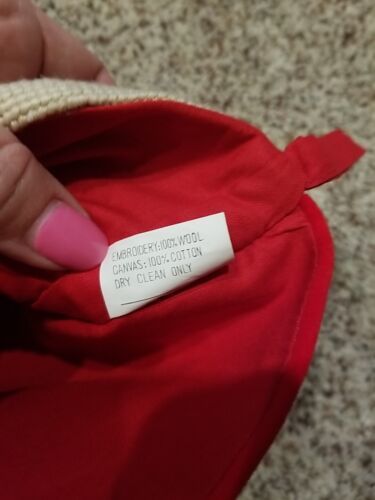 EMBROIDERY:100%WOOL
CANVAS:100%COTTON
DRY CLEAN ONLY